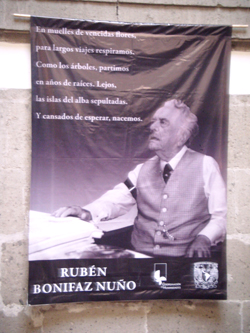 En muelles de vencidas flores,
para largos viajes respiramos.
Como los árboles, partimos
en años de raíces. Lejos,
las islas del alba sepultadas.
Y cansados de esperar, nacemos.
RUBÉN
BONIFAZ NUÑO